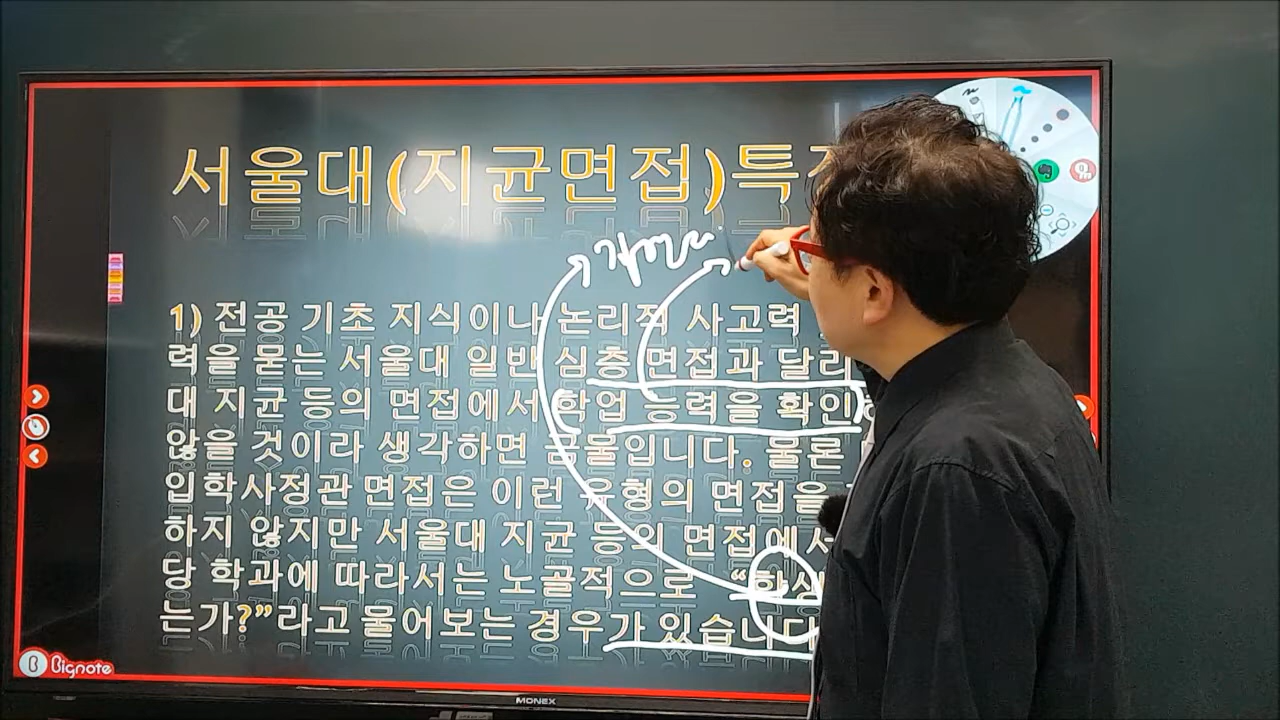 서울대(지균면접)특
1) 전공 기초 지식이나 논리적 사고력
력을 묻는 서울대 일반 심층 면접과 달리
대 지균 등의 면접에서 학업 능력을 확인
않을 것이라 생각하면 금물입니다. 물론
입학사정관 면접은 이런 유형의 면접을
하지 않지만 서울대 지균 등의 면접에서
당 학과에 따라서는 노골적으로 “학생
는가?”라고 물어보는 경우가 있습니다
Bignote
MONEX